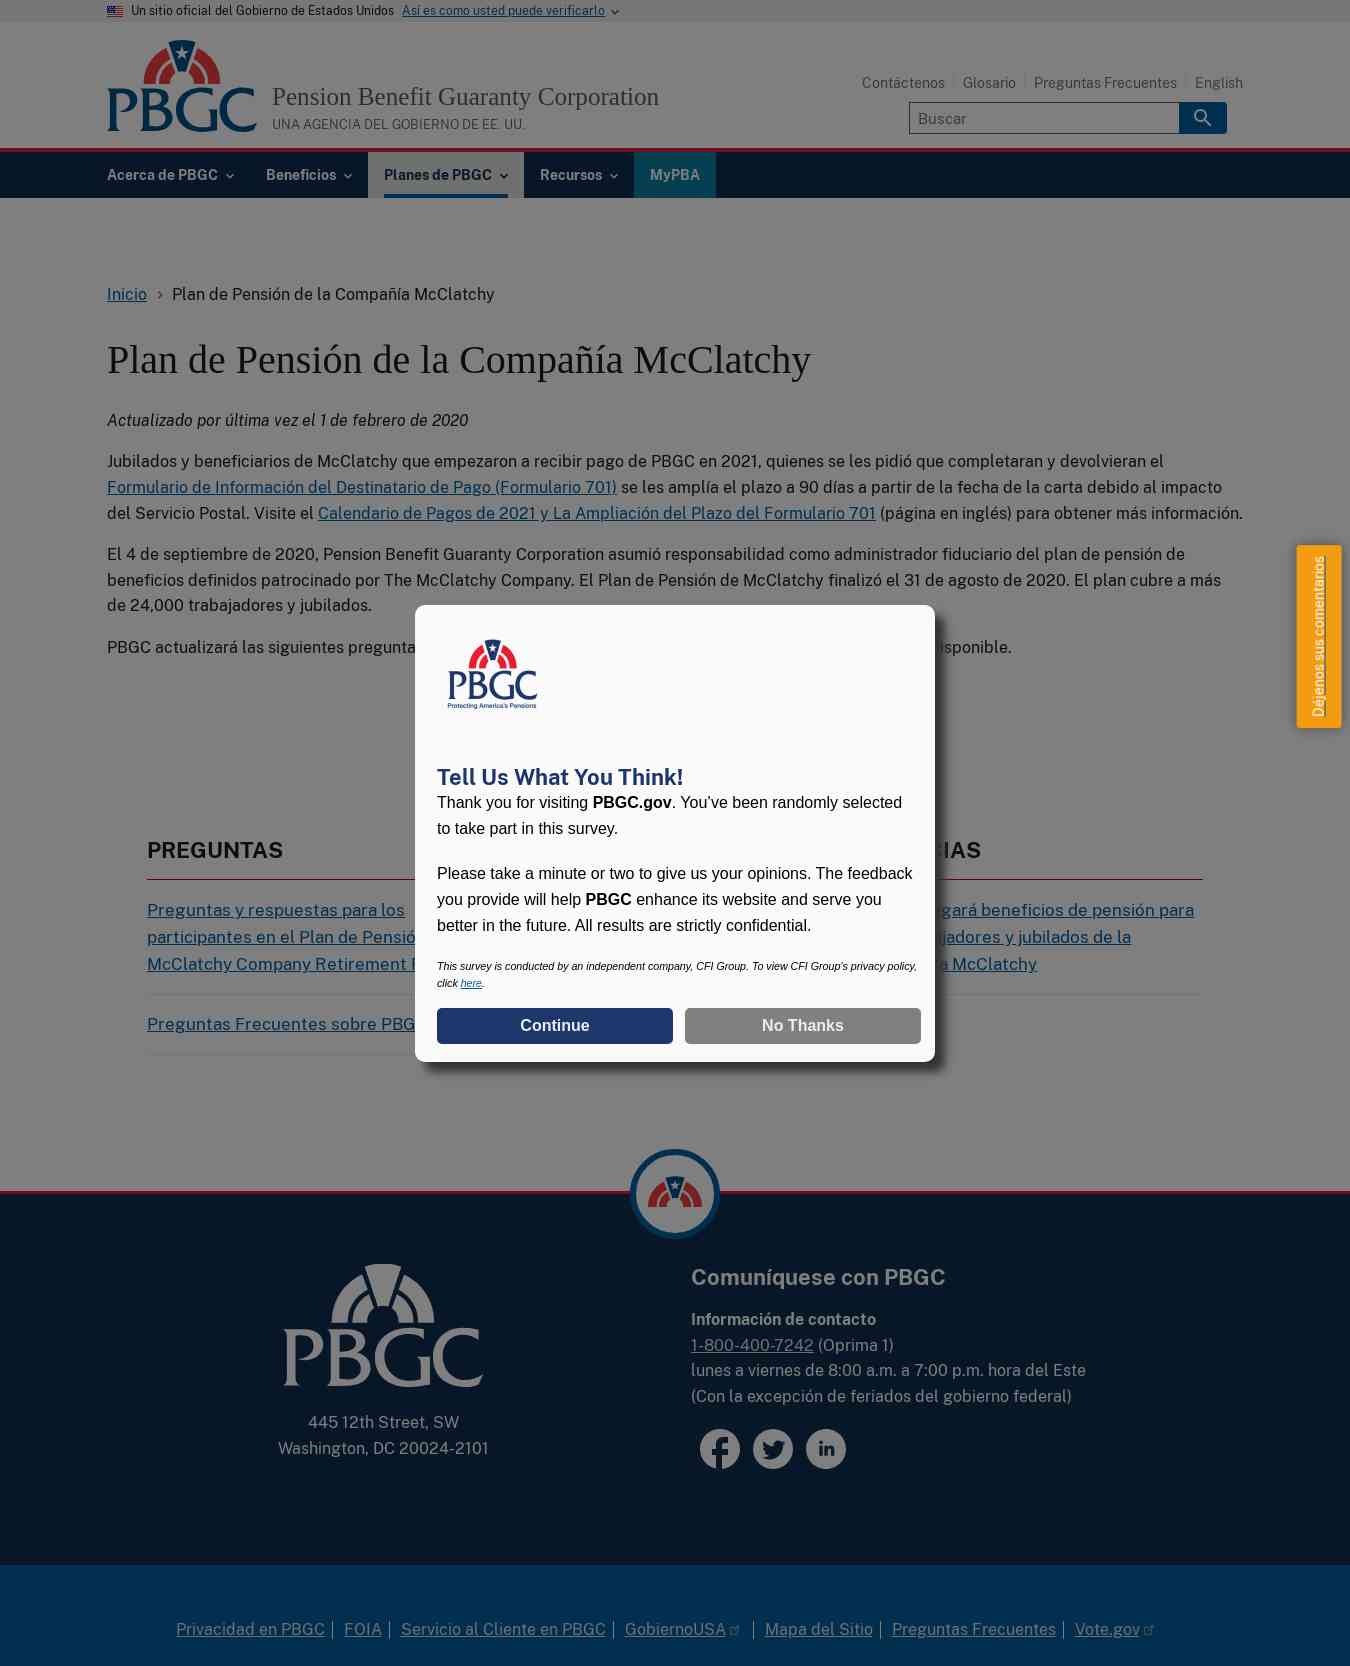 Un sitio oficial del Gobierno de Estados Unidos Así es como usted puede verificarlo
PBGC
Pension Benefit Guaranty Corporation
UNA AGENCIA DEL GOBIERNO DE EE. UU.
Contáctenos Glosario Preguntas Frecuentes English
Buscar
Acerca de PBGC Beneficios Planes de PBGC Recursos MyPBA
Inicio Plan de Pensión de la Compañía McClatchy
Plan de Pensión de la Compañía McClatchy
Actualizado por última vez el 1 de febrero de 2020
Jubilados y beneficiarios de McClatchy que empezaron a recibir pago de PBGC en 2021, quienes se les pidió que completaran y devolvieran el
Formulario de Información del Destinatario de Pago (Formulario 701) se les amplía el plazo a 90 días a partir de la fecha de la carta debido al impacto
del Servicio Postal. Visite el Calendario de Pagos de 2021 y La Ampliación del Plazo del Formulario 701 (página en inglés) para obtener más información.
El 4 de septiembre de 2020, Pension Benefit Guaranty Corporation asumió responsabilidad como administrador fiduciario del plan de pensión de
beneficios definidos patrocinado por The McClatchy Company. El Plan de Pensión de McClatchy finalizó el 31 de agosto de 2020. El plan cubre a más
de 24,000 trabajadores y jubilados.
PBGC actualizará las siguientes
Déjenos sus comentarios
PBGC
Protecting America's Pensions
Tell Us What You Think!
Thank you for visiting PBGC.gov. You've been randomly selected
to take part in this survey.
Please take a minute or two to give us your opinions. The feedback
you provide will help PBGC enhance its website and serve you
better in the future. All results are strictly confidential.
This survey is conducted by an independent company, CFI Group. To view CFI Group's privacy policy,
click here.
Continue No Thanks
PREGUNTAS
Preguntas y respuestas para los
participantes en el Plan de
McClatchy Company Retirement
Preguntas Frecuentes sobre
beneficios de pensión para
y jubilados de la
McClatchy
PBGC
445 12th Street, SW
Washington, DC 20024-2101
Comuníquese con PBGC
Información de contacto
1-800-400-7242 (Oprima 1)
lunes a viernes de 8:00 a.m. a 7:00 p.m. hora del Este
(Con la excepción de feriados del gobierno federal)
Privacidad en PBGC FOIA Servicio al Cliente en PBGC GobiernoUSA Mapa del Sitio Preguntas Frecuentes Vote.gov